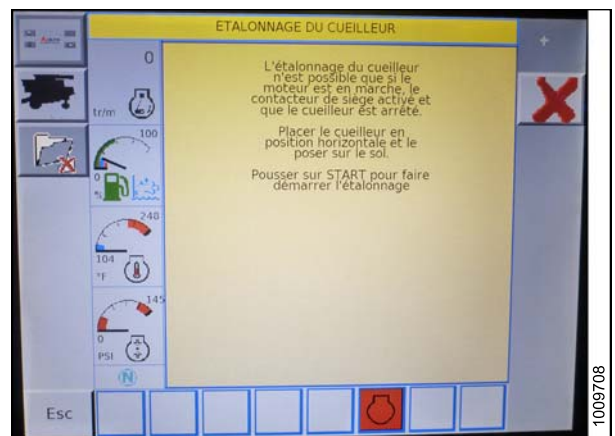 ETALONNAGE DU CUEILLEUR
+
0
tr/m
L'étalonnage du cueilleur
n'est possible que si le
moteur est en marche, le
contacteur de siège activé et
que le cueilleur est arrêté.
Placer le cueilleur en
position horizontale et le
poser sur le sol.
Pousser sur START pour faire
démarrer l'étalonnage
100
0
%
248
104
°F
145
0
PSI
N
Esc
1009708